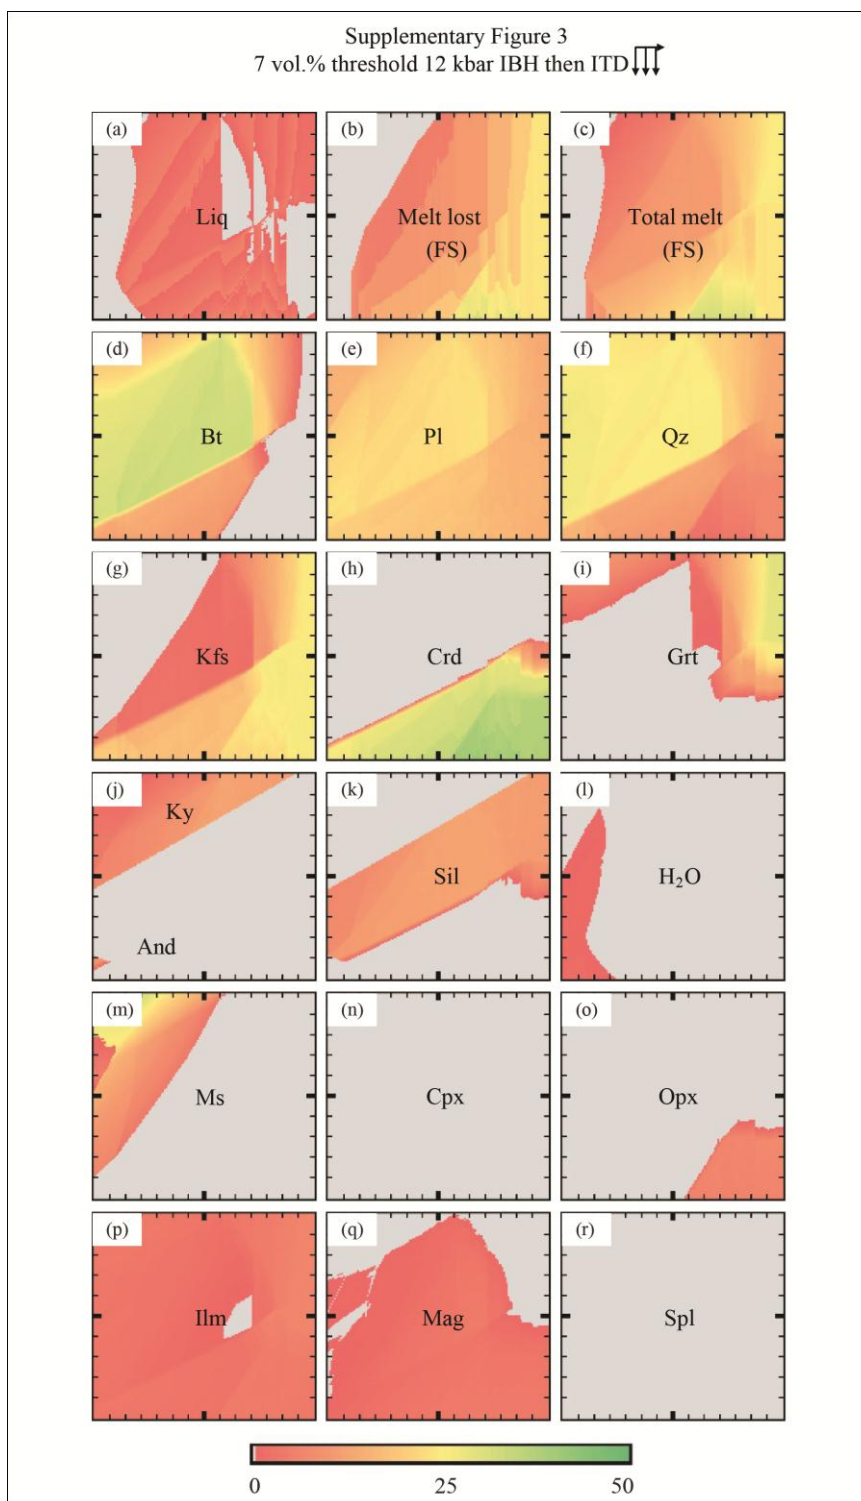 Supplementary Figure 3
7 vol.% threshold 12 kbar IBH then ITD
(a)
Liq
(b)
Melt lost
(FS)
(c)
Total melt
(FS)
(d)
Bt
(e)
Pl
(f)
Qz
(g)
Kfs
(h)
Crd
(i)
Grt
(j)
Ky
And
(k)
Sil
(l)
H₂O
(m)
Ms
(n)
Cpx
(o)
Opx
(p)
Ilm
(q)
Mag
(r)
Spl
0 25 50